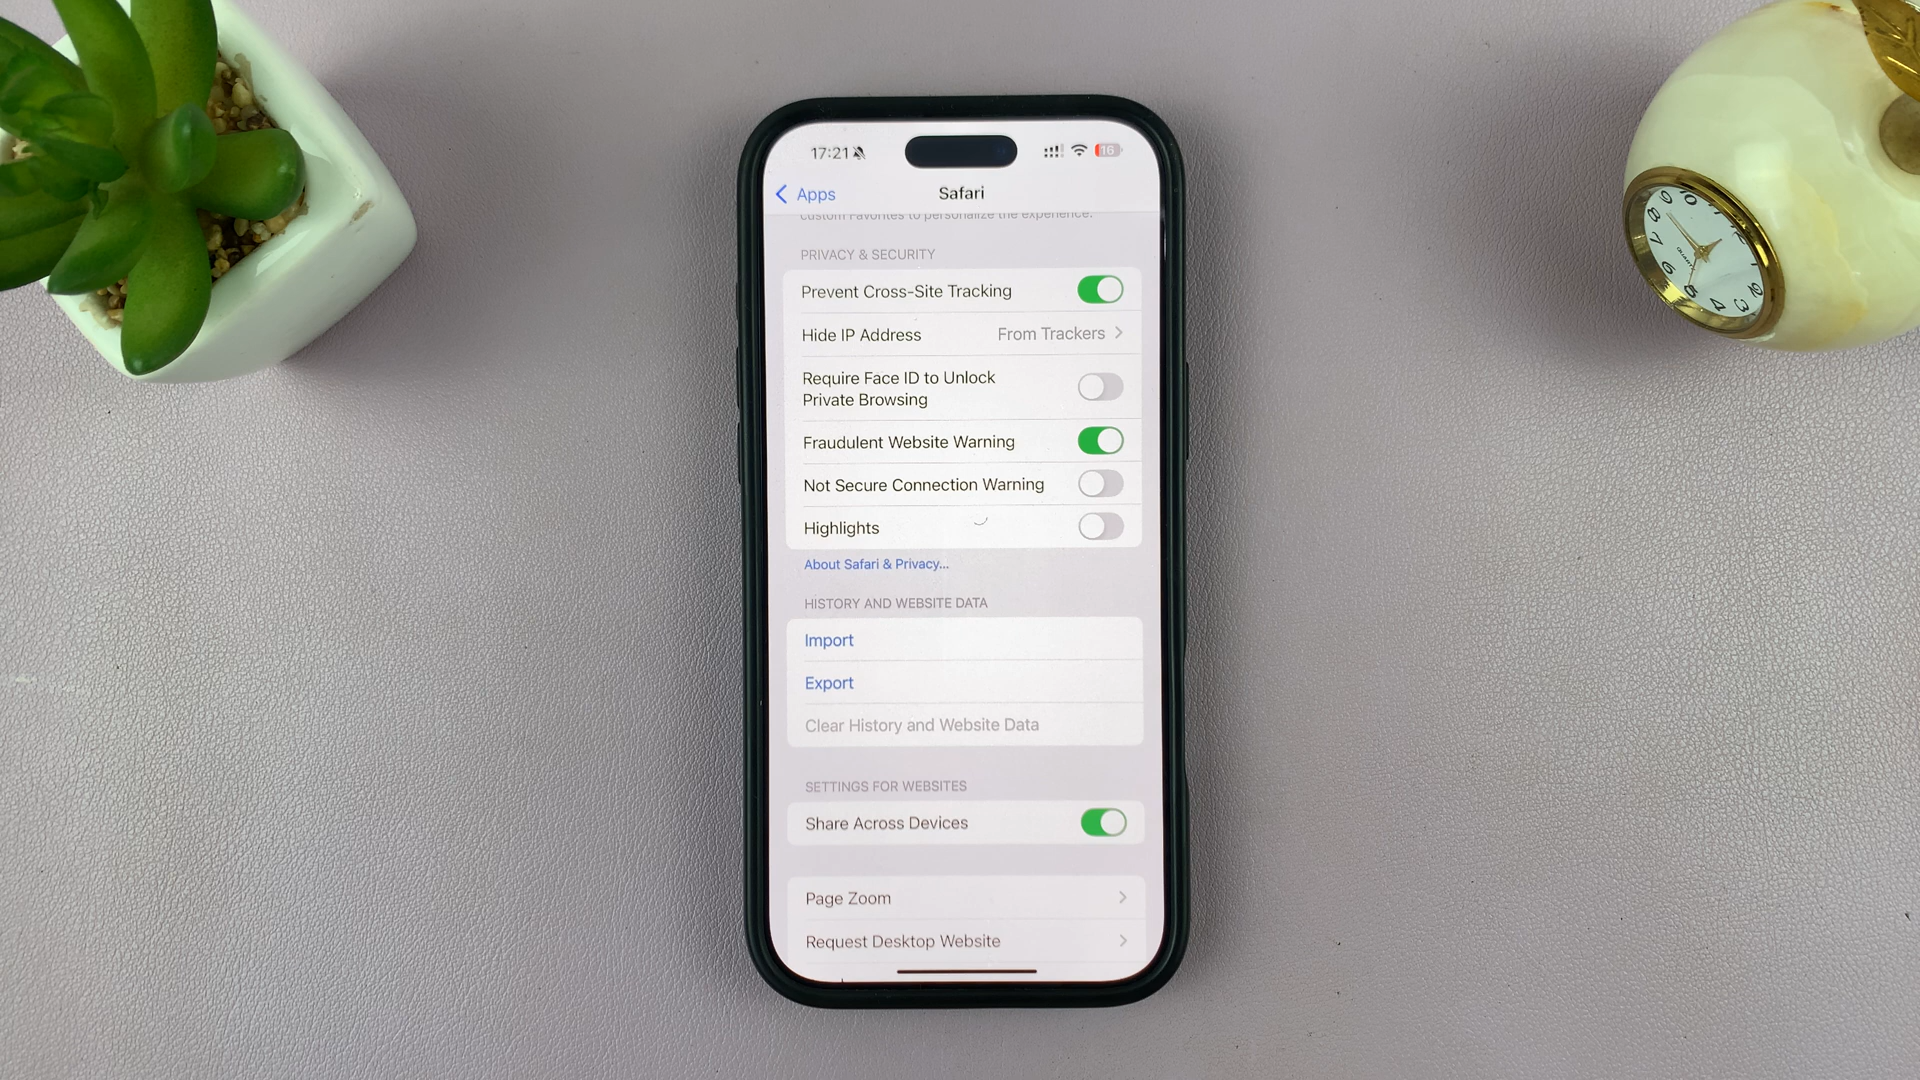 17:21
16
Apps
Safari
custom Favorites to personalize the experience.
PRIVACY & SECURITY
Prevent Cross-Site Tracking
Hide IP Address From Trackers
Require Face ID to Unlock
Private Browsing
Fraudulent Website Warning
Not Secure Connection Warning
Highlights
About Safari & Privacy...
HISTORY AND WEBSITE DATA
Import
Export
Clear History and Website Data
SETTINGS FOR WEBSITES
Share Across Devices
Page Zoom
Request Desktop Website